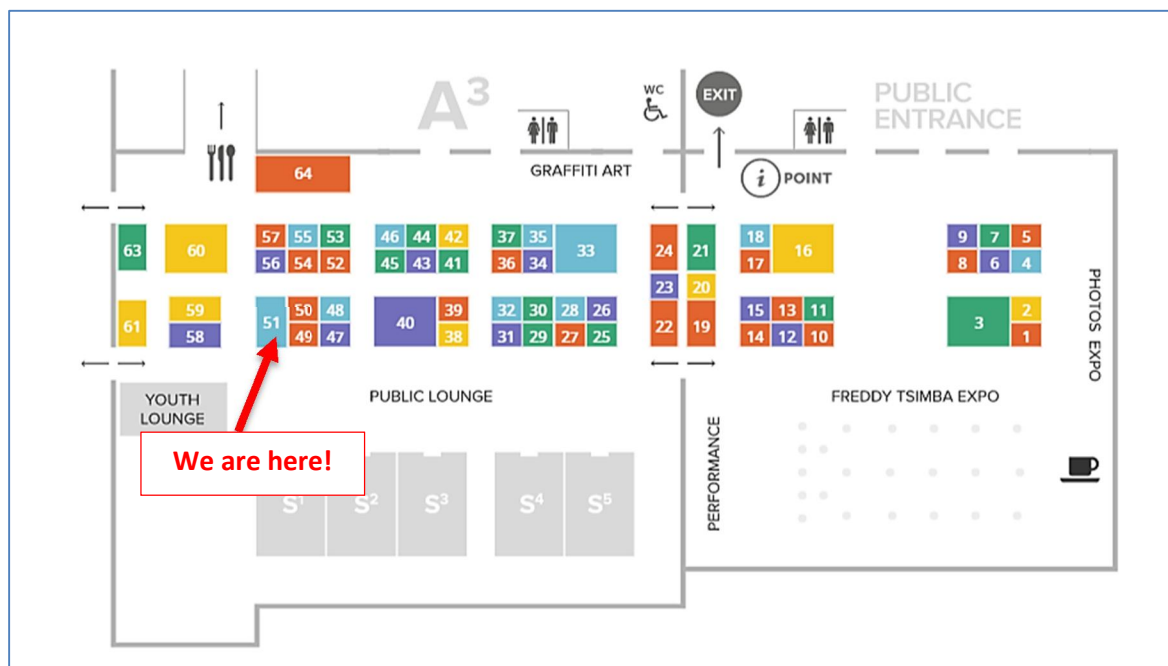 A³
WC
EXIT
PUBLIC
ENTRANCE
GRAFFITI ART
i POINT
64
57 55 53
46 44 42
37 35
33
24
21
18
16
9 7 5
63
60
56 54 52
45 43 41
36 34
17
8 6 4
23
20
61
59
51
50 48
40
39
32 30 28 26
22
19
15 13 11
3
2
58
49 47
38
31 29 27 25
14 12 10
1
PHOTOS EXPO
YOUTH
LOUNGE
PUBLIC LOUNGE
FREDDY TSIMBA EXPO
PERFORMANCE
We are here!
S¹
S²
S³
S⁴
S⁵